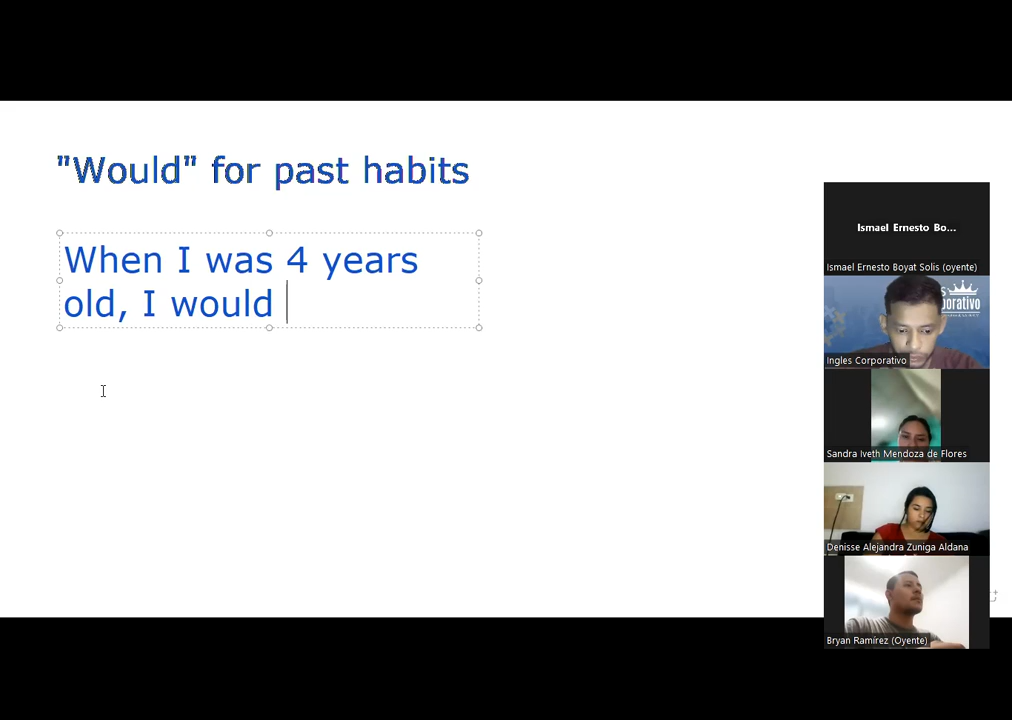 "Would" for past habits
When I was 4 years
old, I would
Ismael Ernesto Bo...
Ismael Ernesto Boyat Solis (oyente)
orativo
Ingles Corporativo
Sandra Iveth Mendoza de Flores
Denisse Alejandra Zuniga Aldana
Bryan Ramírez (Oyente)